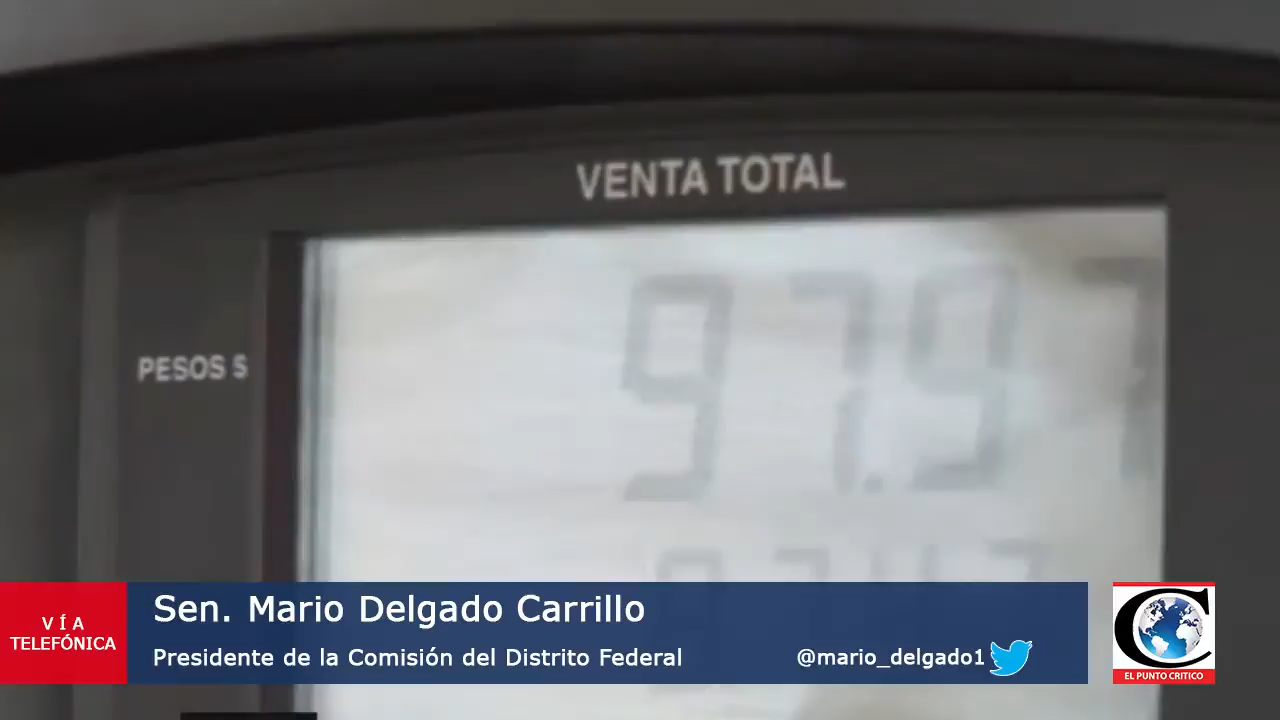 VENTA TOTAL
PESOS $
97.97
VÍA
TELEFÓNICA
Sen. Mario Delgado Carrillo
Presidente de la Comisión del Distrito Federal
@mario_delgado1
C
EL PUNTO CRITICO